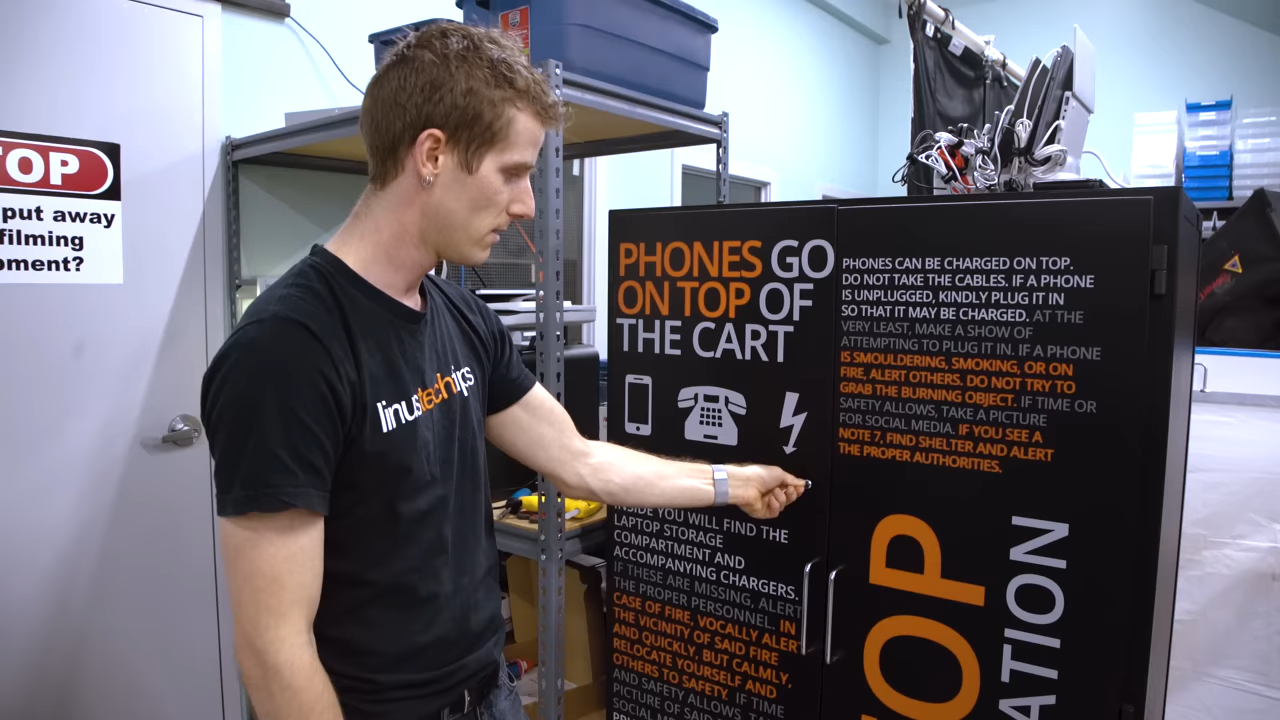 TOP
put away
filming
linustechtips
PHONES GO
ON TOP OF
THE CART
PHONES CAN BE CHARGED ON TOP.
DO NOT TAKE THE CABLES. IF A PHONE
IS UNPLUGGED, KINDLY PLUG IT IN
SO THAT IT MAY BE CHARGED. AT THE
VERY LEAST, MAKE A SHOW OF
ATTEMPTING TO PLUG IT IN. IF A PHONE
IS SMOULDERING, SMOKING, OR ON
FIRE, ALERT OTHERS. DO NOT TRY TO
GRAB THE BURNING OBJECT. IF TIME OR
SAFETY ALLOWS, TAKE A PICTURE
FOR SOCIAL MEDIA. IF YOU SEE A
NOTE 7, FIND SHELTER AND ALERT
THE PROPER AUTHORITIES.
INSIDE YOU WILL FIND THE
LAPTOP STORAGE
COMPARTMENT AND
ACCOMPANYING CHARGERS.
IF THESE ARE MISSING, ALERT
THE PROPER PERSONNEL. IN
CASE OF FIRE, VOCALLY ALERT
THE VICINITY OF SAID FIRE
AND QUICKLY, BUT CALMLY,
RELOCATE YOURSELF AND
OTHERS TO SAFETY. IF TIME
AND SAFETY ALLOWS, TAKE
PICTURE OF SAID
SOCIAL
OP
ATION